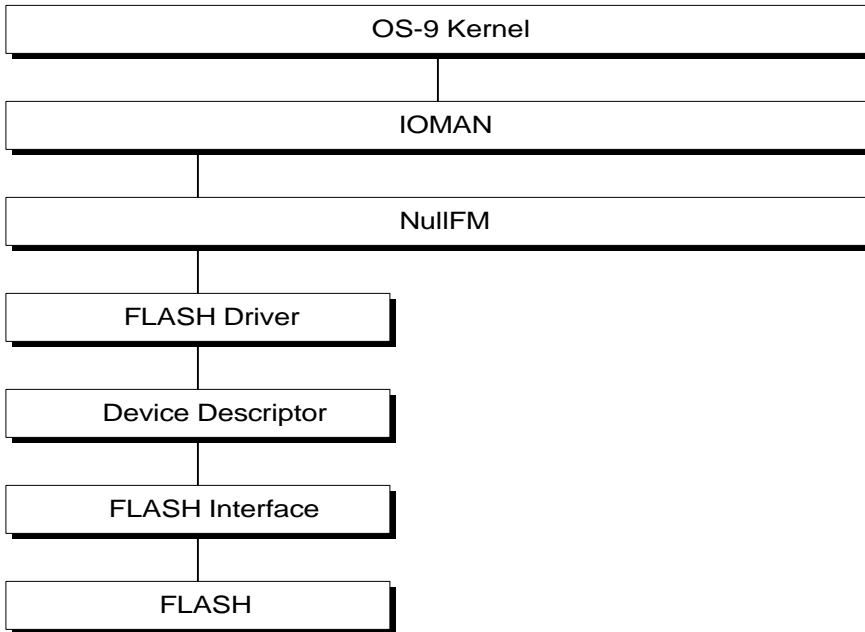 OS-9 Kernel
IOMAN
NullFM
FLASH Driver
Device Descriptor
FLASH Interface
FLASH